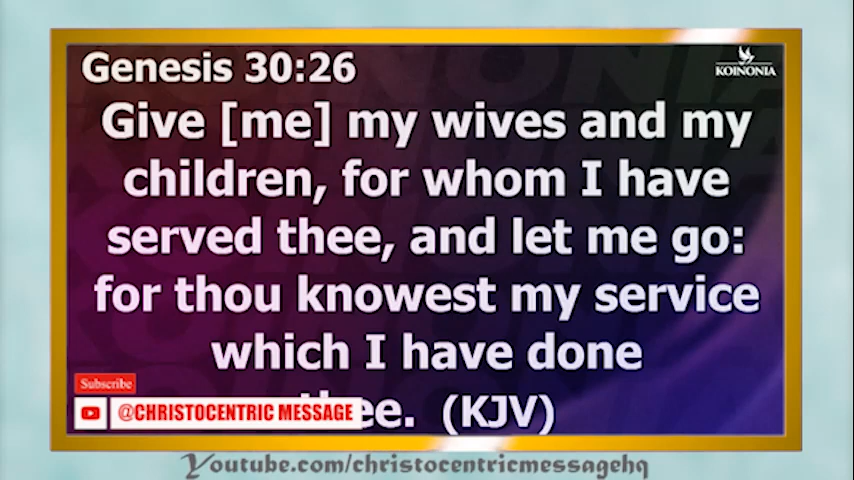 Genesis 30:26
KOINONIA
Give [me] my wives and my
children, for whom I have
served thee, and let me go:
for thou knowest my service
which I have done
thee. (KJV)
Subscribe
@CHRISTOCENTRIC MESSAGE
Youtube.com/christocentricmessagehq